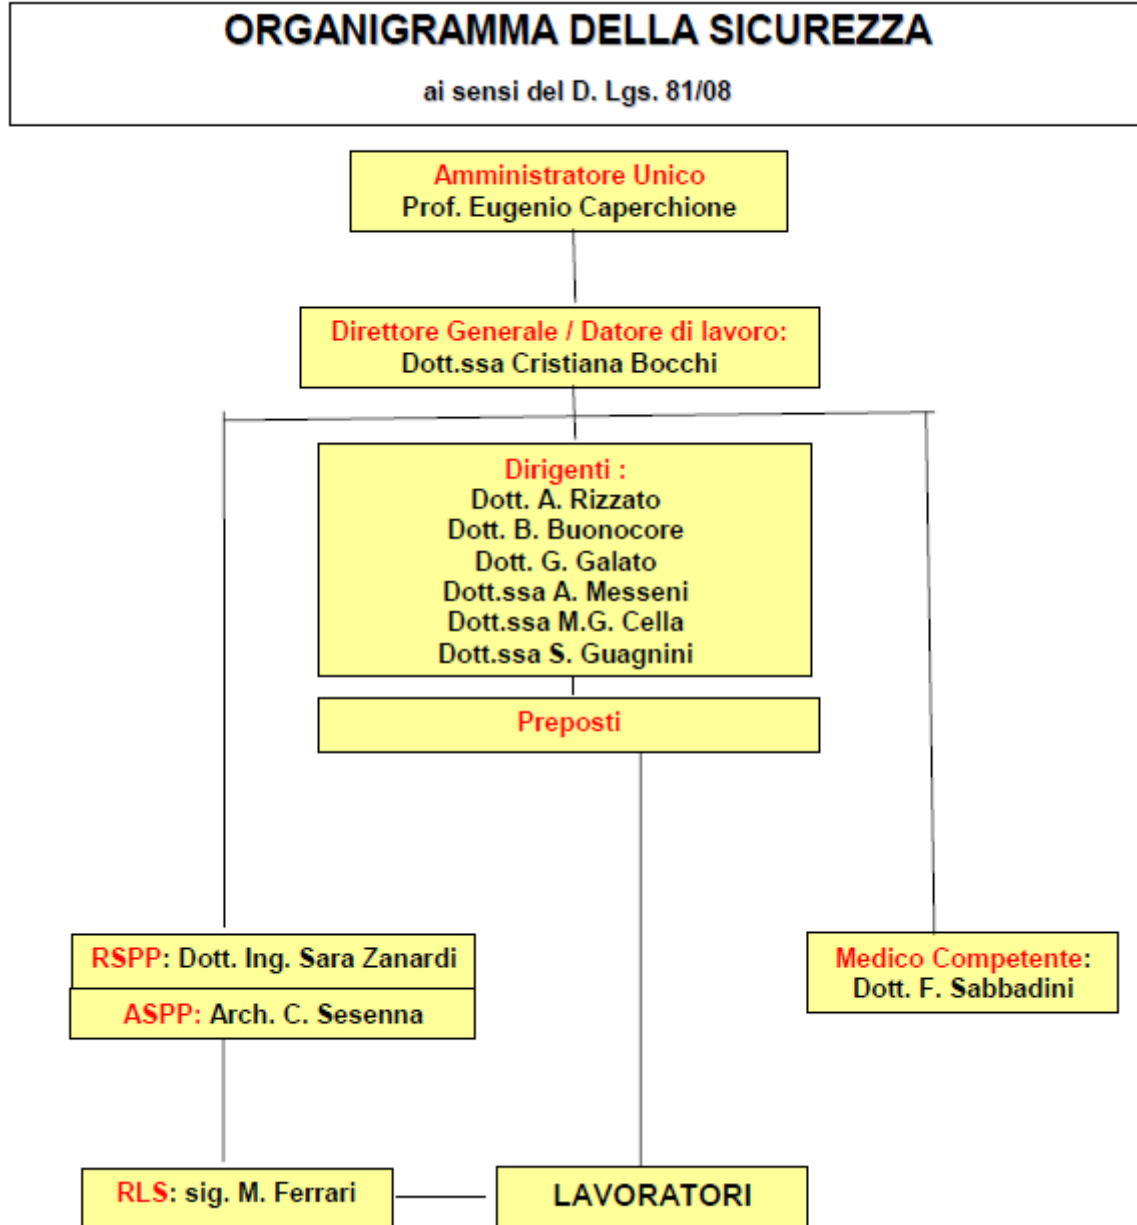 ORGANIGRAMMA DELLA SICUREZZA
ai sensi del D. Lgs. 81/08
Amministratore Unico
Prof. Eugenio Caperchione
Direttore Generale / Datore di lavoro:
Dott.ssa Cristiana Bocchi
Dirigenti :
Dott. A. Rizzato
Dott. B. Buonocore
Dott. G. Galato
Dott.ssa A. Messeni
Dott.ssa M.G. Cella
Dott.ssa S. Guagnini
Preposti
RSPP: Dott. Ing. Sara Zanardi
ASPP: Arch. C. Sesenna
Medico Competente:
Dott. F. Sabbadini
RLS: sig. M. Ferrari
LAVORATORI